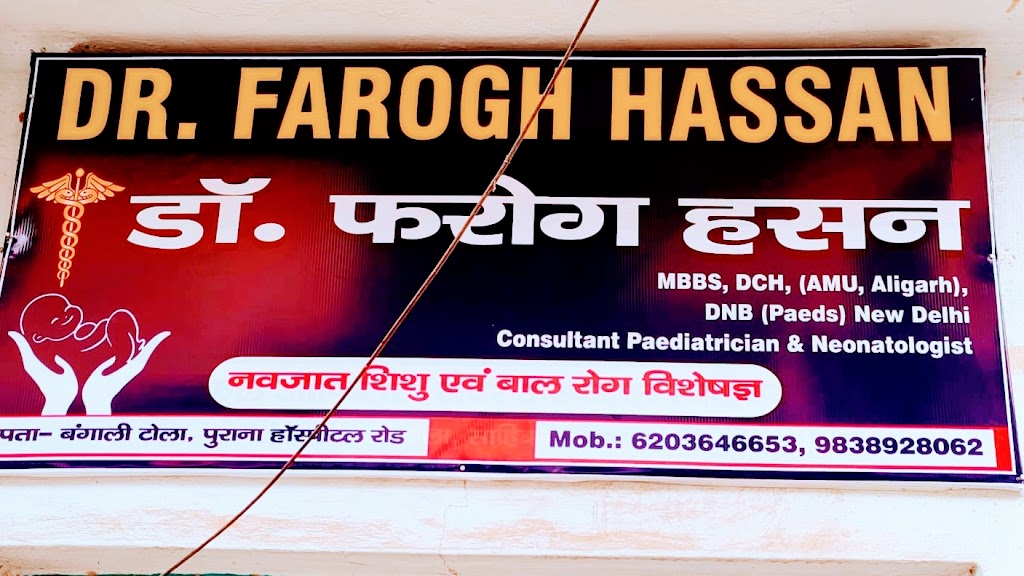 DR. FAROGH HASSAN
डॉ. फरोग हसन
MBBS, DCH, (AMU, Aligarh),
DNB (Paeds) New Delhi
Consultant Paediatrician & Neonatologist
नवजात शिशु एवं बाल रोग विशेषज्ञ
पता– बंगाली टोला, पुराना हॉस्पीटल रोड
Mob.: 6203646653, 9838928062